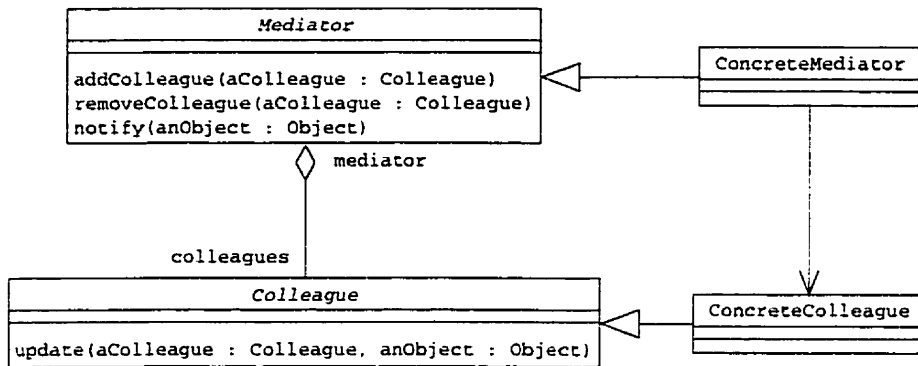 Mediator
addColleague(aColleague : Colleague)
removeColleague(aColleague : Colleague)
notify(anObject : Object)
ConcreteMediator
mediator
colleagues
Colleague
update(aColleague : Colleague, anObject : Object)
ConcreteColleague